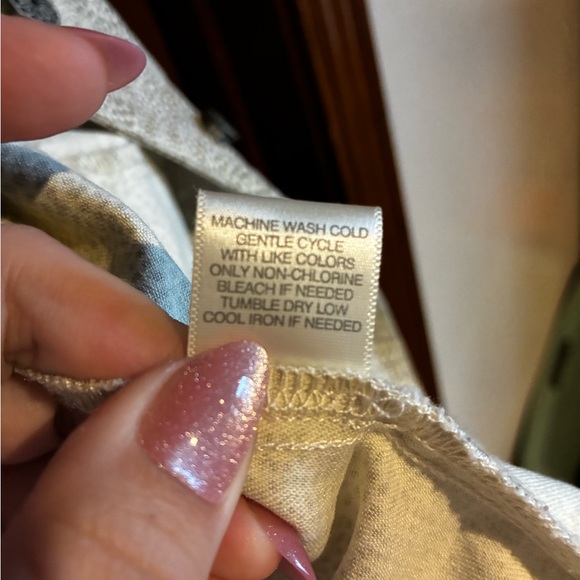 MACHINE WASH COLD
GENTLE CYCLE
WITH LIKE COLORS
ONLY NON-CHLORINE
BLEACH IF NEEDED
TUMBLE DRY LOW
COOL IRON IF NEEDED